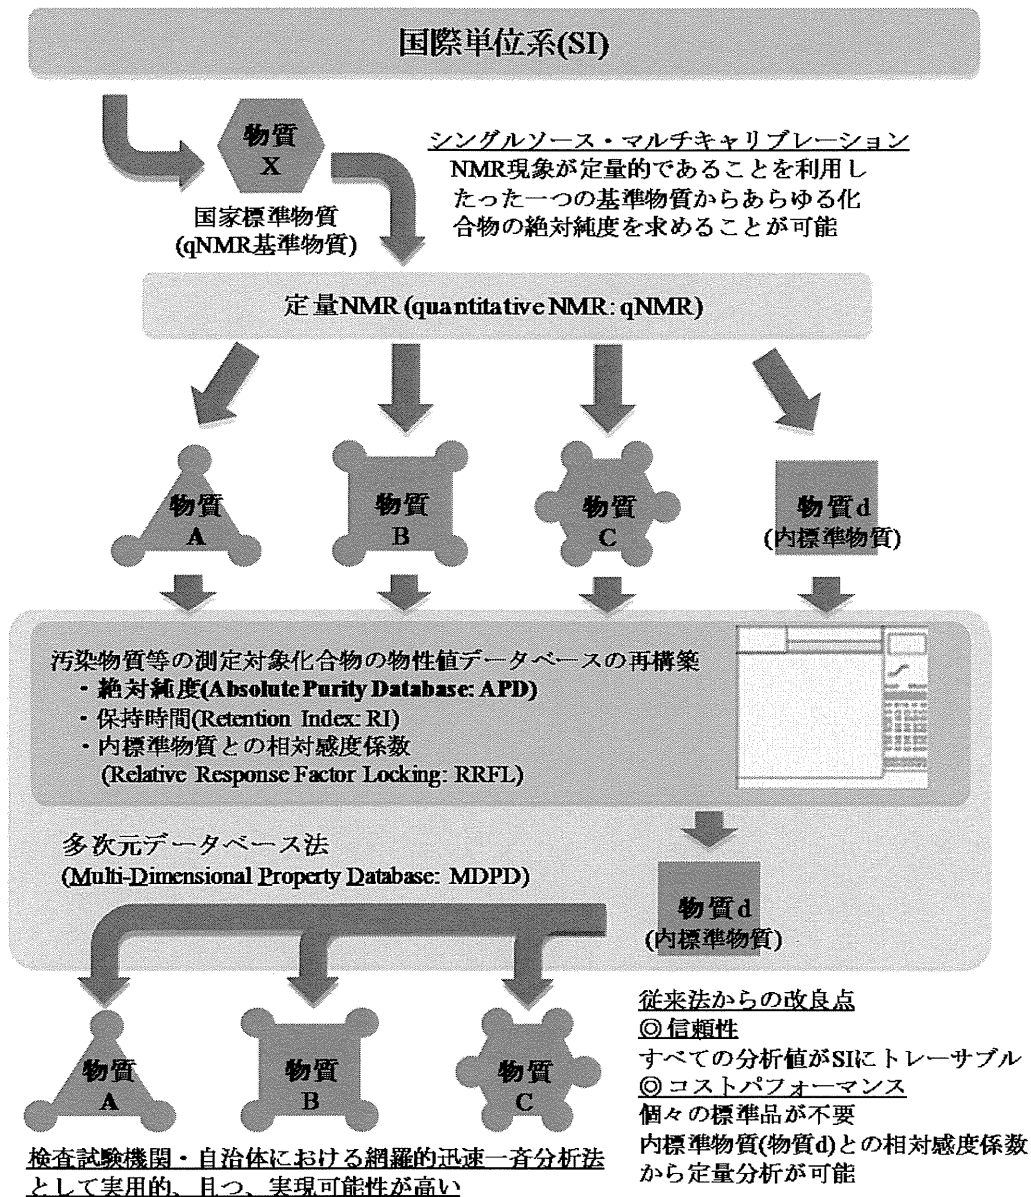 国際単位系(SI)
物質
X
国家標準物質
(qNMR基準物質)
シングルソース・マルチキャリブレーション
NMR現象が定量的であることを利用し
たった一つの基準物質からあらゆる化
合物の絶対純度を求めることが可能
定量NMR (quantitative NMR: qNMR)
物質
A
物質
B
物質
C
物質d
(内標準物質)
汚染物質等の測定対象化合物の物性値データベースの再構築
・絶対純度(Absolute Purity Database: APD)
・保持時間(Retention Index: RI)
・内標準物質との相対感度係数
(Relative Response Factor Locking: RRFL)
多次元データベース法
(Multi-Dimensional Property Database: MDPD)
物質d
(内標準物質)
物質
A
物質
B
物質
C
検査試験機関・自治体における網羅的迅速一斉分析法
として実用的、且つ、実現可能性が高い
従来法からの改良点
◎信頼性
すべての分析値がSIにトレーサブル
◎コストパフォーマンス
個々の標準品が不要
内標準物質(物質d)との相対感度係数
から定量分析が可能